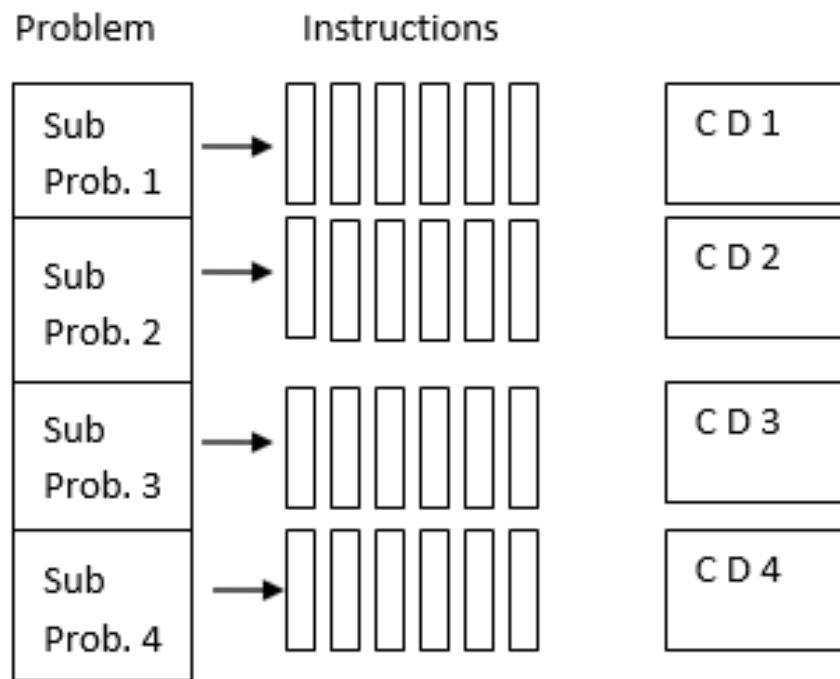 Problem Instructions
Sub
Prob. 1
C D 1
Sub
Prob. 2
C D 2
Sub
Prob. 3
C D 3
Sub
Prob. 4
C D 4